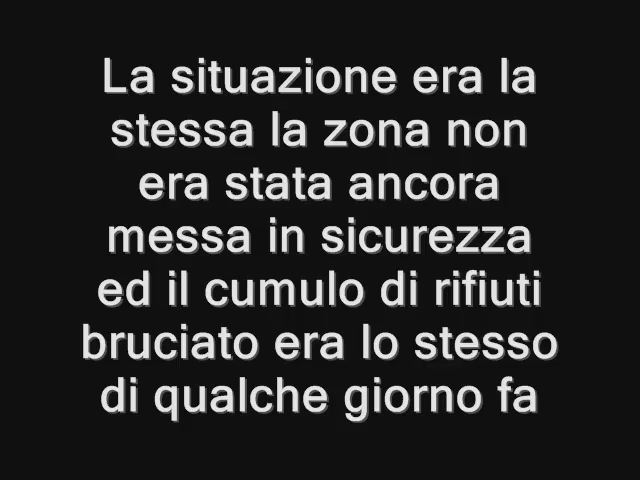 La situazione era la
stessa la zona non
era stata ancora
messa in sicurezza
ed il cumulo di rifiuti
bruciato era lo stesso
di qualche giorno fa